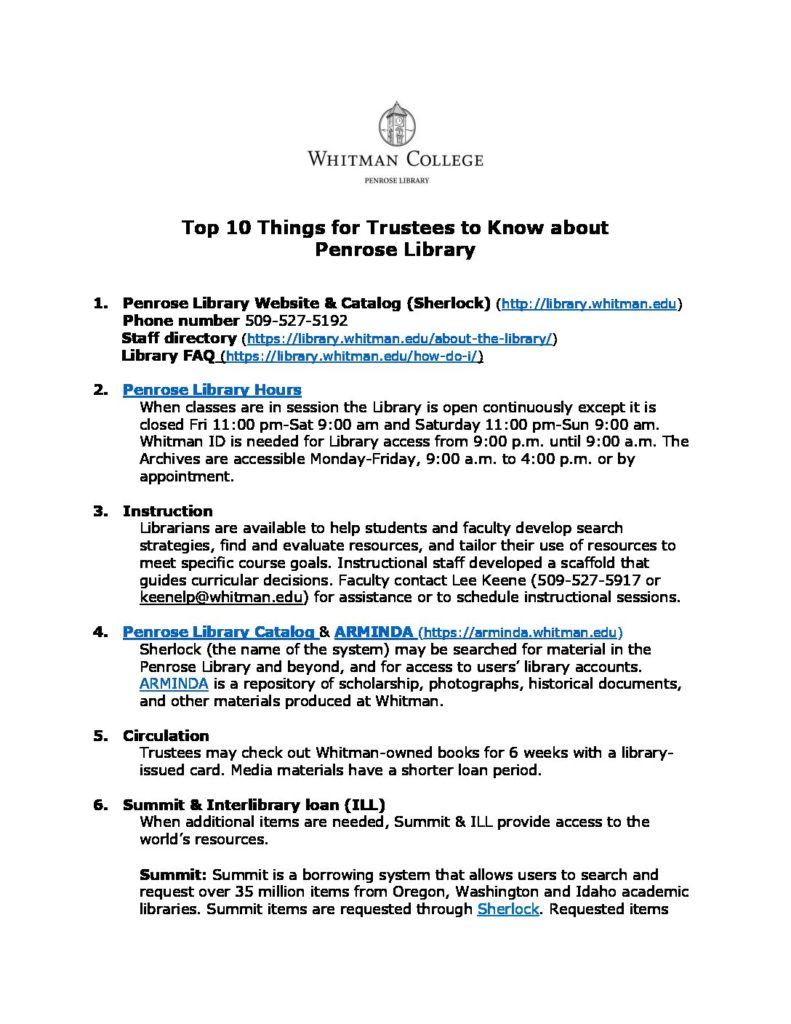 WHITMAN COLLEGE
PENROSE LIBRARY
Top 10 Things for Trustees to Know about
Penrose Library
1. Penrose Library Website & Catalog (Sherlock) (http://library.whitman.edu)
Phone number 509-527-5192
Staff directory (https://library.whitman.edu/about-the-library/)
Library FAQ (https://library.whitman.edu/how-do-i/)
2. Penrose Library Hours
When classes are in session the Library is open continuously except it is
closed Fri 11:00 pm-Sat 9:00 am and Saturday 11:00 pm-Sun 9:00 am.
Whitman ID is needed for Library access from 9:00 p.m. until 9:00 a.m. The
Archives are accessible Monday-Friday, 9:00 a.m. to 4:00 p.m. or by
appointment.
3. Instruction
Librarians are available to help students and faculty develop search
strategies, find and evaluate resources, and tailor their use of resources to
meet specific course goals. Instructional staff developed a scaffold that
guides curricular decisions. Faculty contact Lee Keene (509-527-5917 or
keenelp@whitman.edu) for assistance or to schedule instructional sessions.
4. Penrose Library Catalog & ARMINDA (https://arminda.whitman.edu)
Sherlock (the name of the system) may be searched for material in the
Penrose Library and beyond, and for access to users' library accounts.
ARMINDA is a repository of scholarship, photographs, historical documents,
and other materials produced at Whitman.
5. Circulation
Trustees may check out Whitman-owned books for 6 weeks with a library-
issued card. Media materials have a shorter loan period.
6. Summit & Interlibrary loan (ILL)
When additional items are needed, Summit & ILL provide access to the
world's resources.
Summit: Summit is a borrowing system that allows users to search and
request over 35 million items from Oregon, Washington and Idaho academic
libraries. Summit items are requested through Sherlock. Requested items